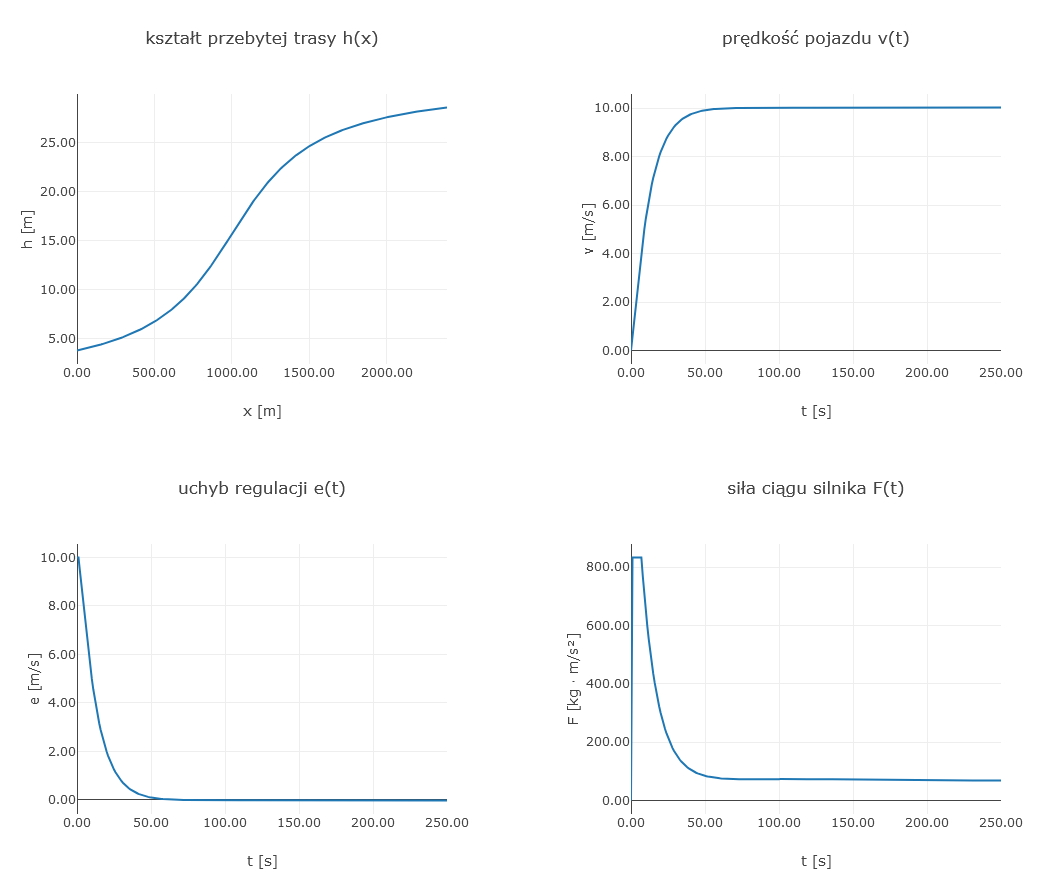 kształt przebytej trasy h(x)
h [m]
25.00
20.00
15.00
10.00
5.00
0.00 500.00 1000.00 1500.00 2000.00
x [m]
prędkość pojazdu v(t)
v [m/s]
10.00
8.00
6.00
4.00
2.00
0.00
0.00 50.00 100.00 150.00 200.00 250.00
t [s]
uchyb regulacji e(t)
e [m/s]
10.00
8.00
6.00
4.00
2.00
0.00
0.00 50.00 100.00 150.00 200.00 250.00
t [s]
siła ciągu silnika F(t)
F [kg · m/s²]
800.00
600.00
400.00
200.00
0.00
0.00 50.00 100.00 150.00 200.00 250.00
t [s]